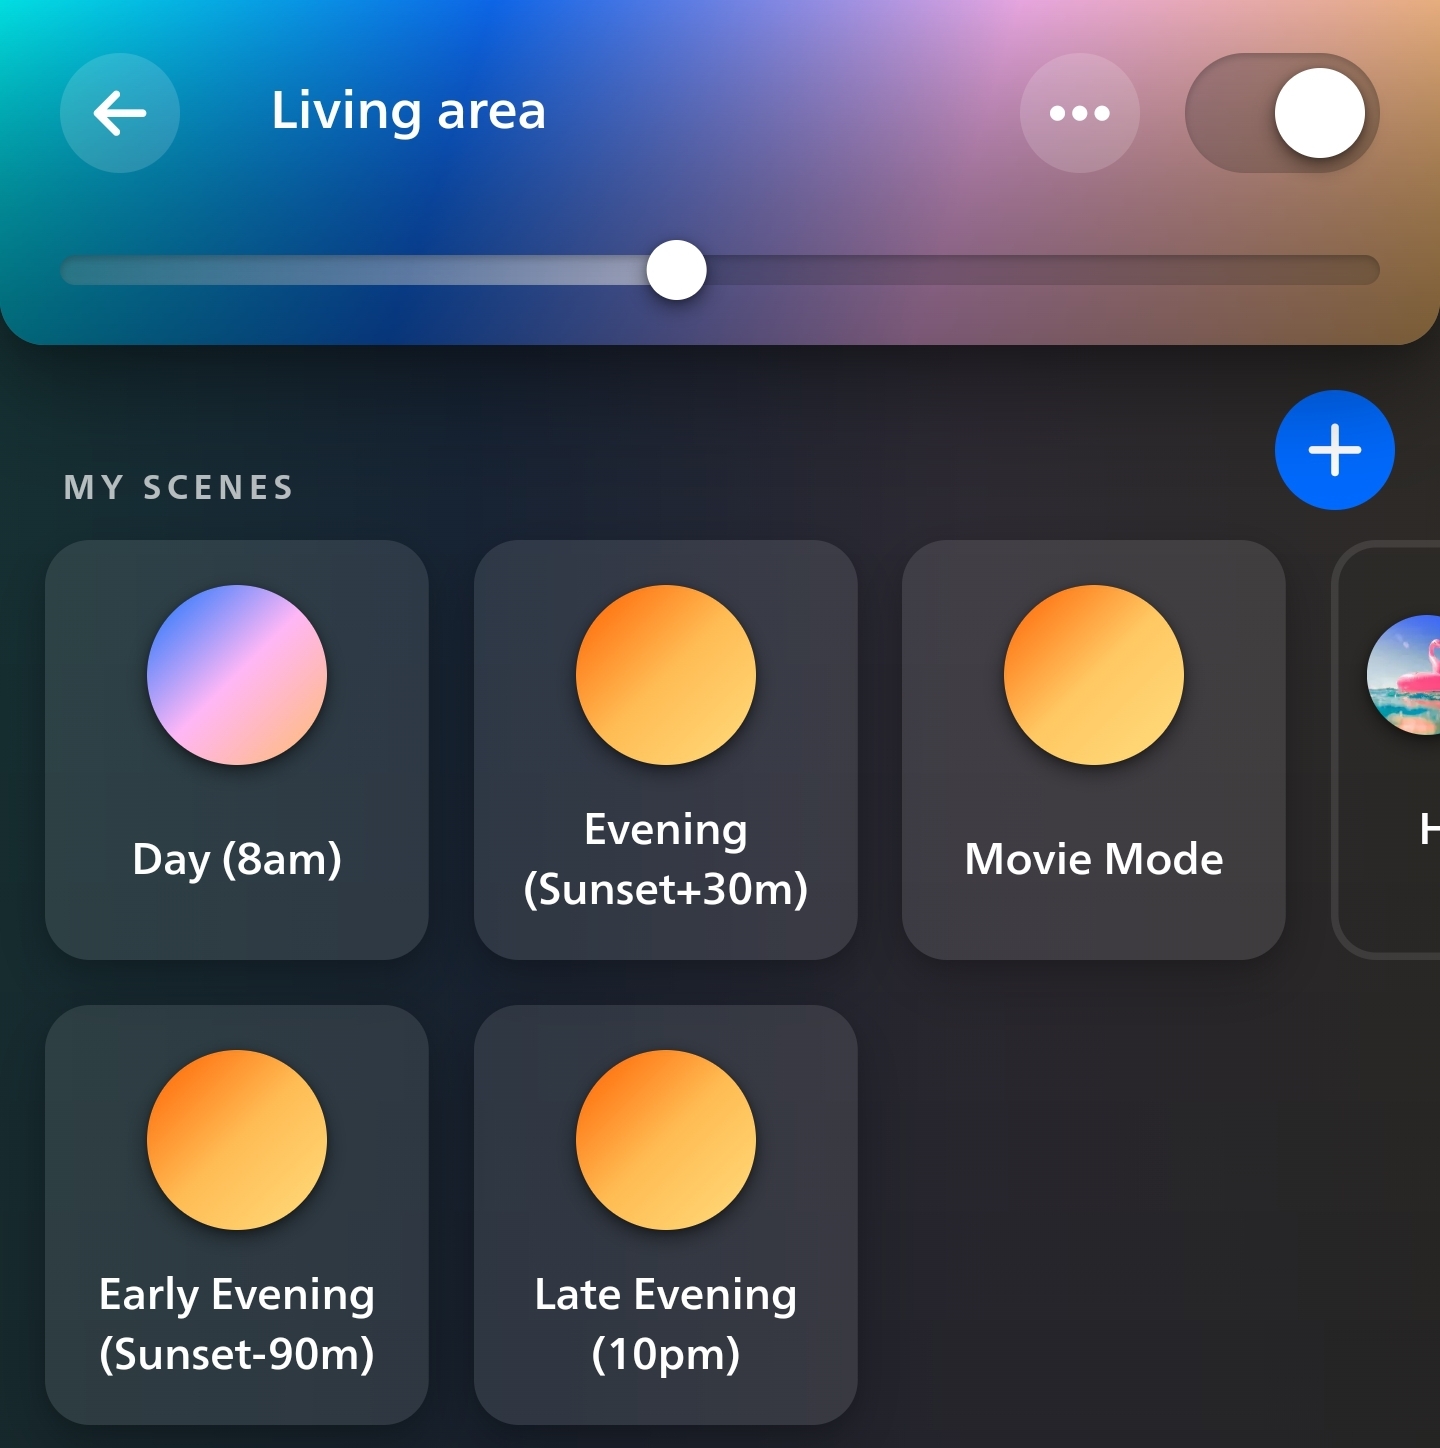 Living area
MY SCENES
Day (8am)
Evening
(Sunset+30m)
Movie Mode
Early Evening
(Sunset-90m)
Late Evening
(10pm)